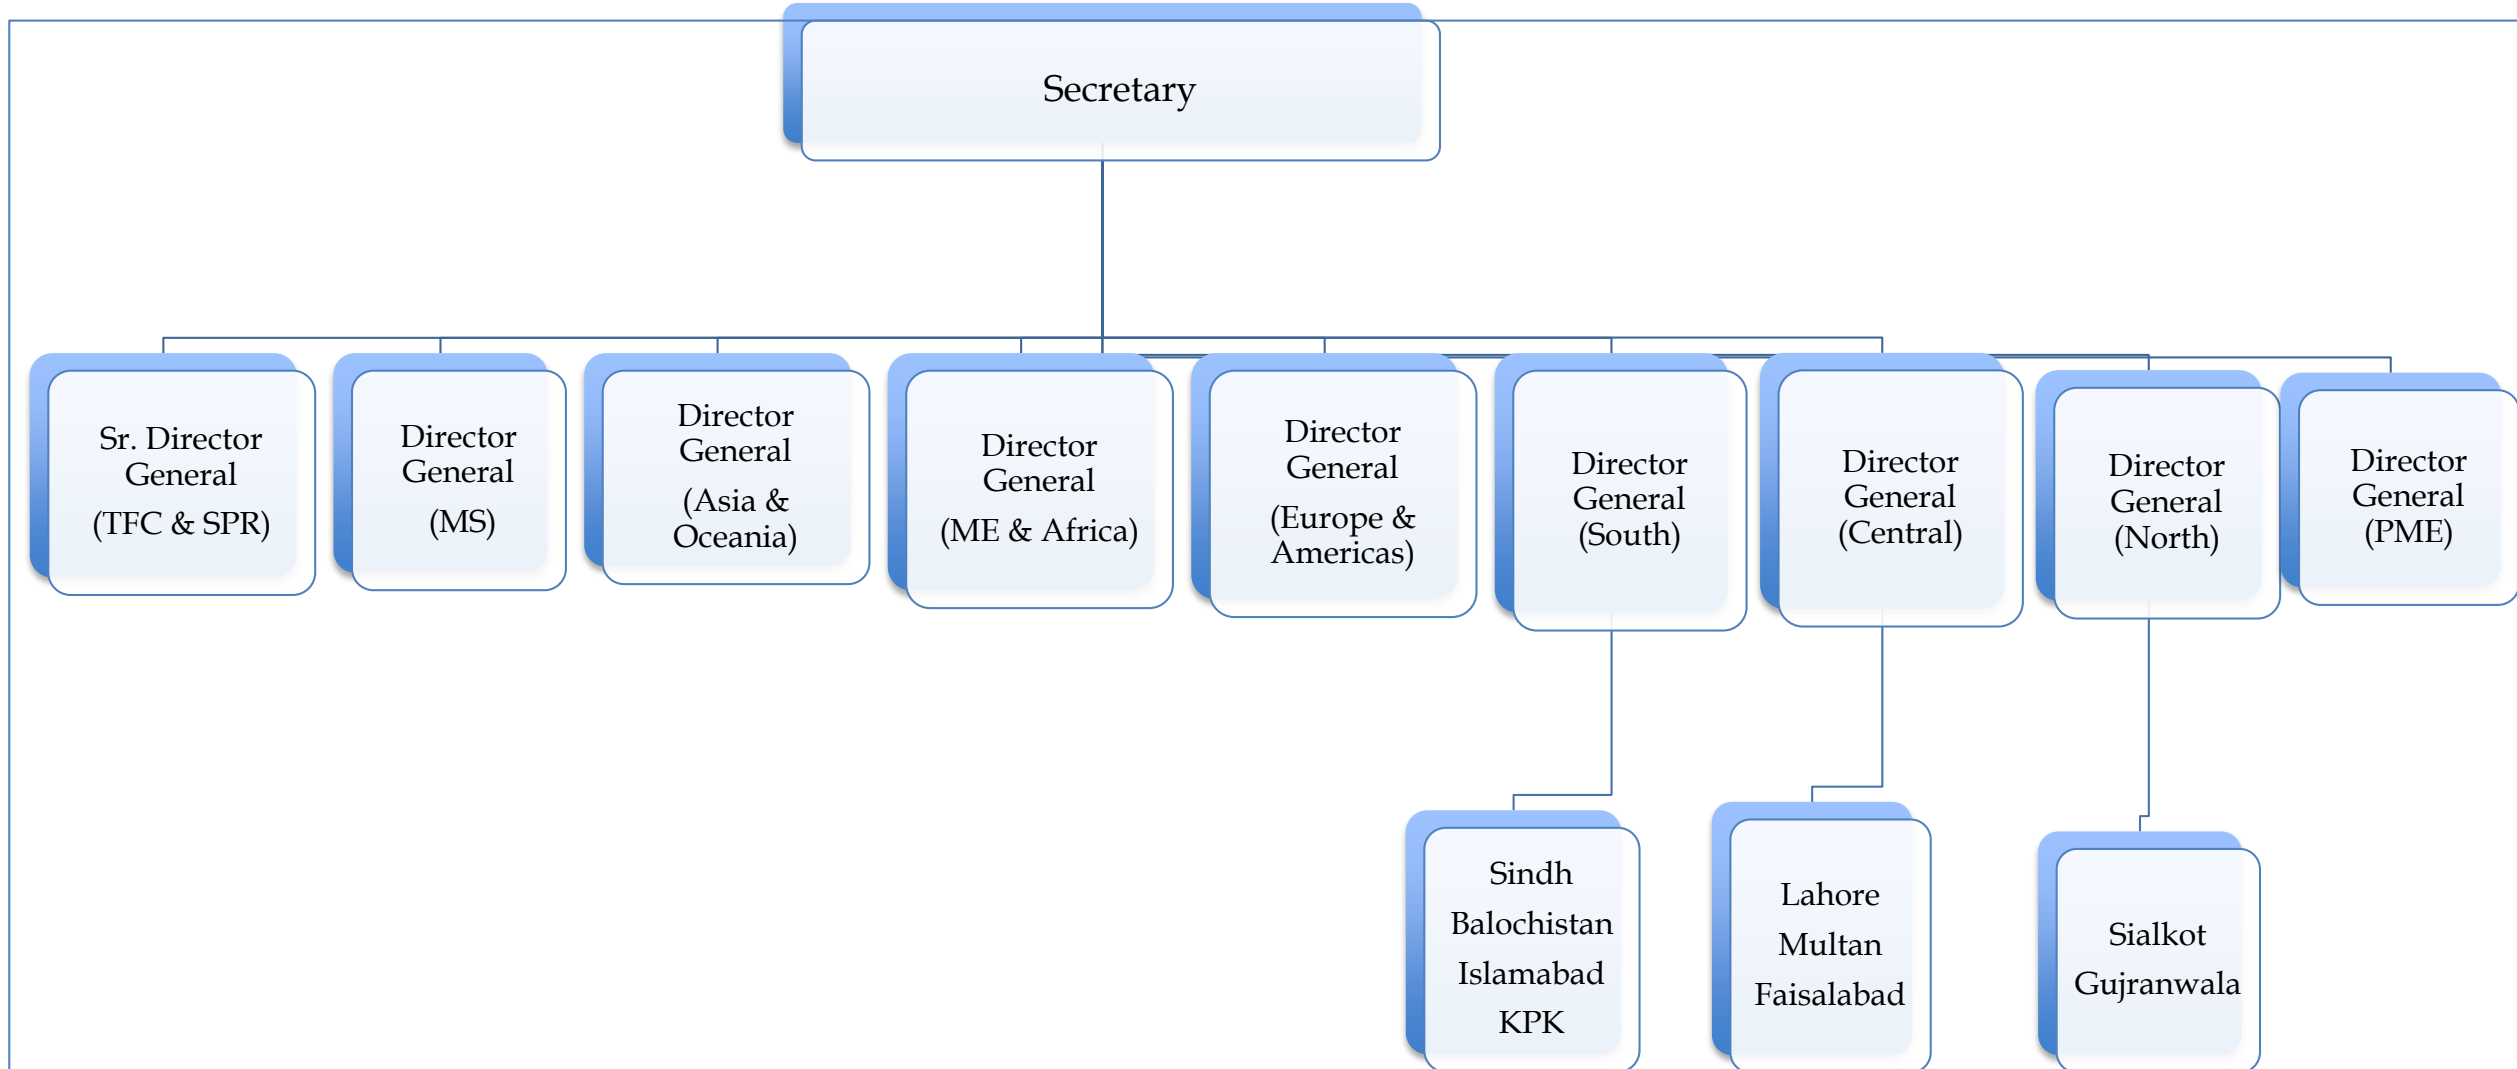 Secretary
Sr. Director
General
(TFC & SPR)
Director
General
(MS)
Director
General
(Asia &
Oceania)
Director
General
(ME & Africa)
Director
General
(Europe &
Americas)
Director
General
(South)
Director
General
(Central)
Director
General
(North)
Director
General
(PME)
Sindh
Balochistan
Islamabad
KPK
Lahore
Multan
Faisalabad
Sialkot
Gujranwala